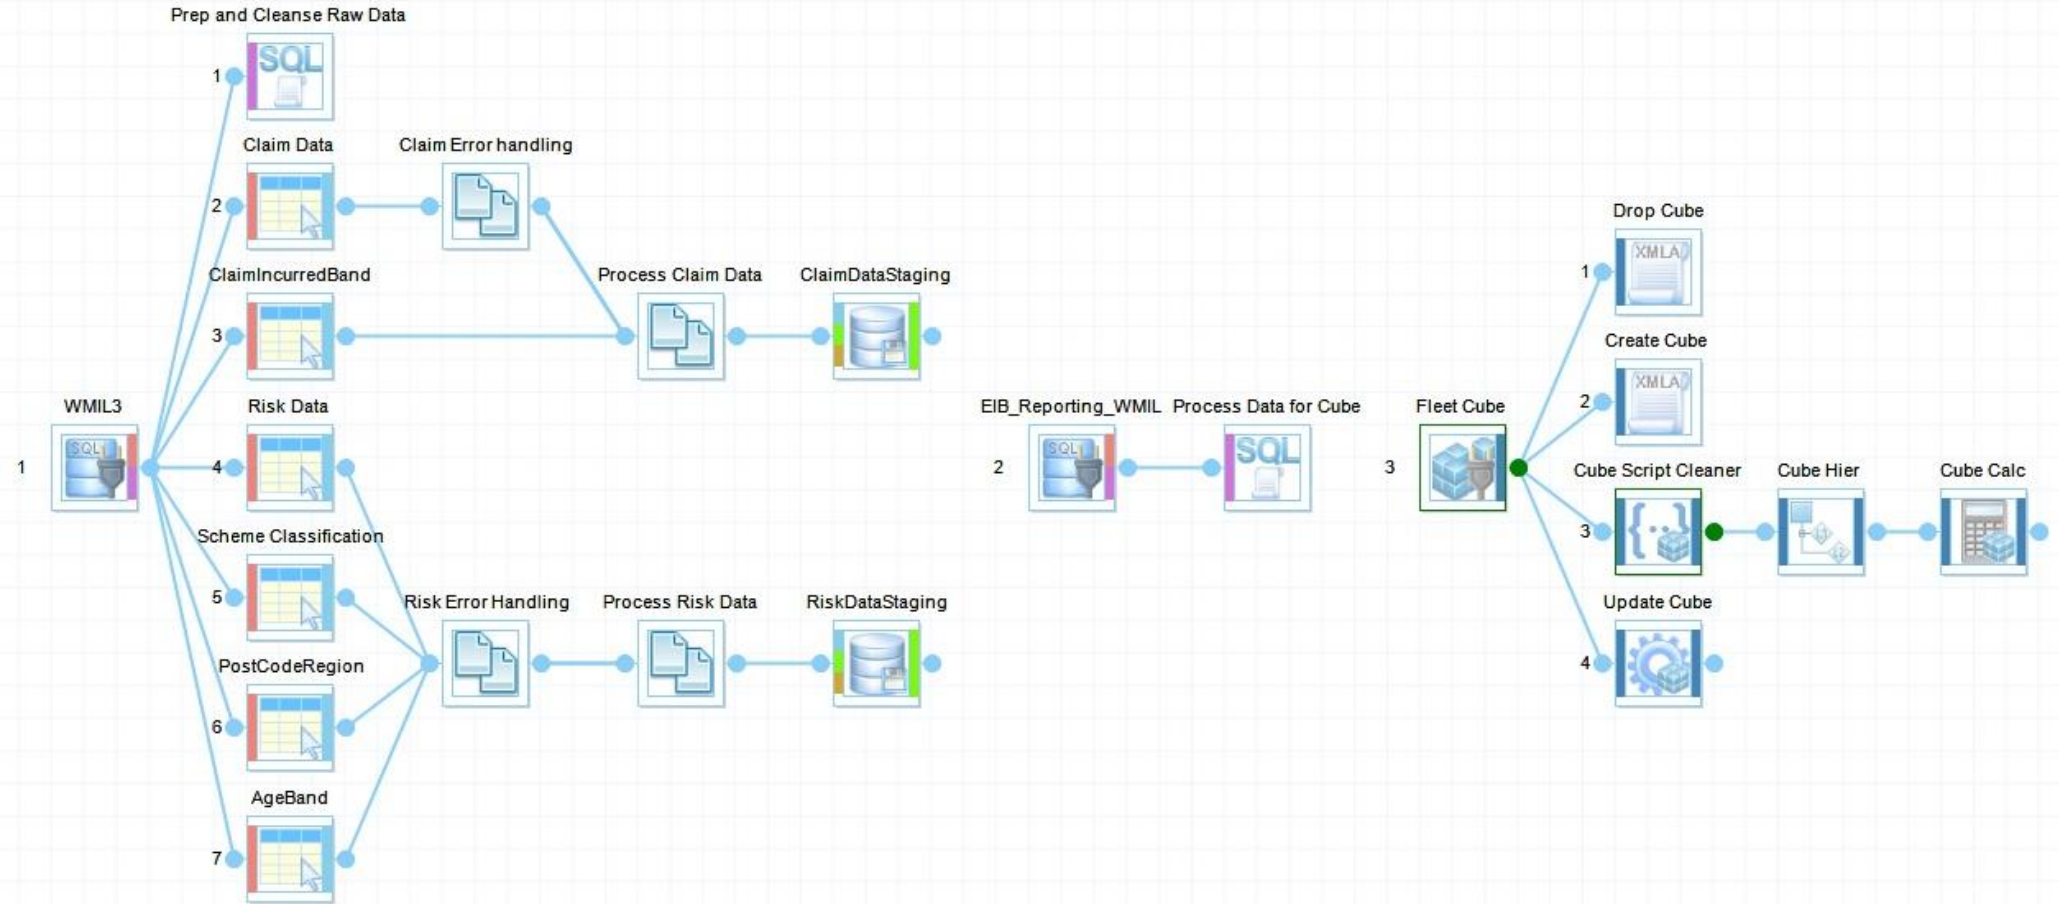 Prep and Cleanse Raw Data
1
SQL
Claim Data
Claim Error handling
2
Drop Cube
1
XMLA
ClaimIncurredBand
Process Claim Data
ClaimDataStaging
3
Create Cube
2
XMLA
WMIL3
Risk Data
EIB_Reporting_WMIL
Process Data for Cube
Fleet Cube
1
SQL
4
2
SQL
SQL
3
Cube Script Cleaner
Cube Hier
Cube Calc
3
{..}
Scheme Classification
5
Risk Error Handling
Process Risk Data
RiskDataStaging
Update Cube
4
PostCodeRegion
6
AgeBand
7